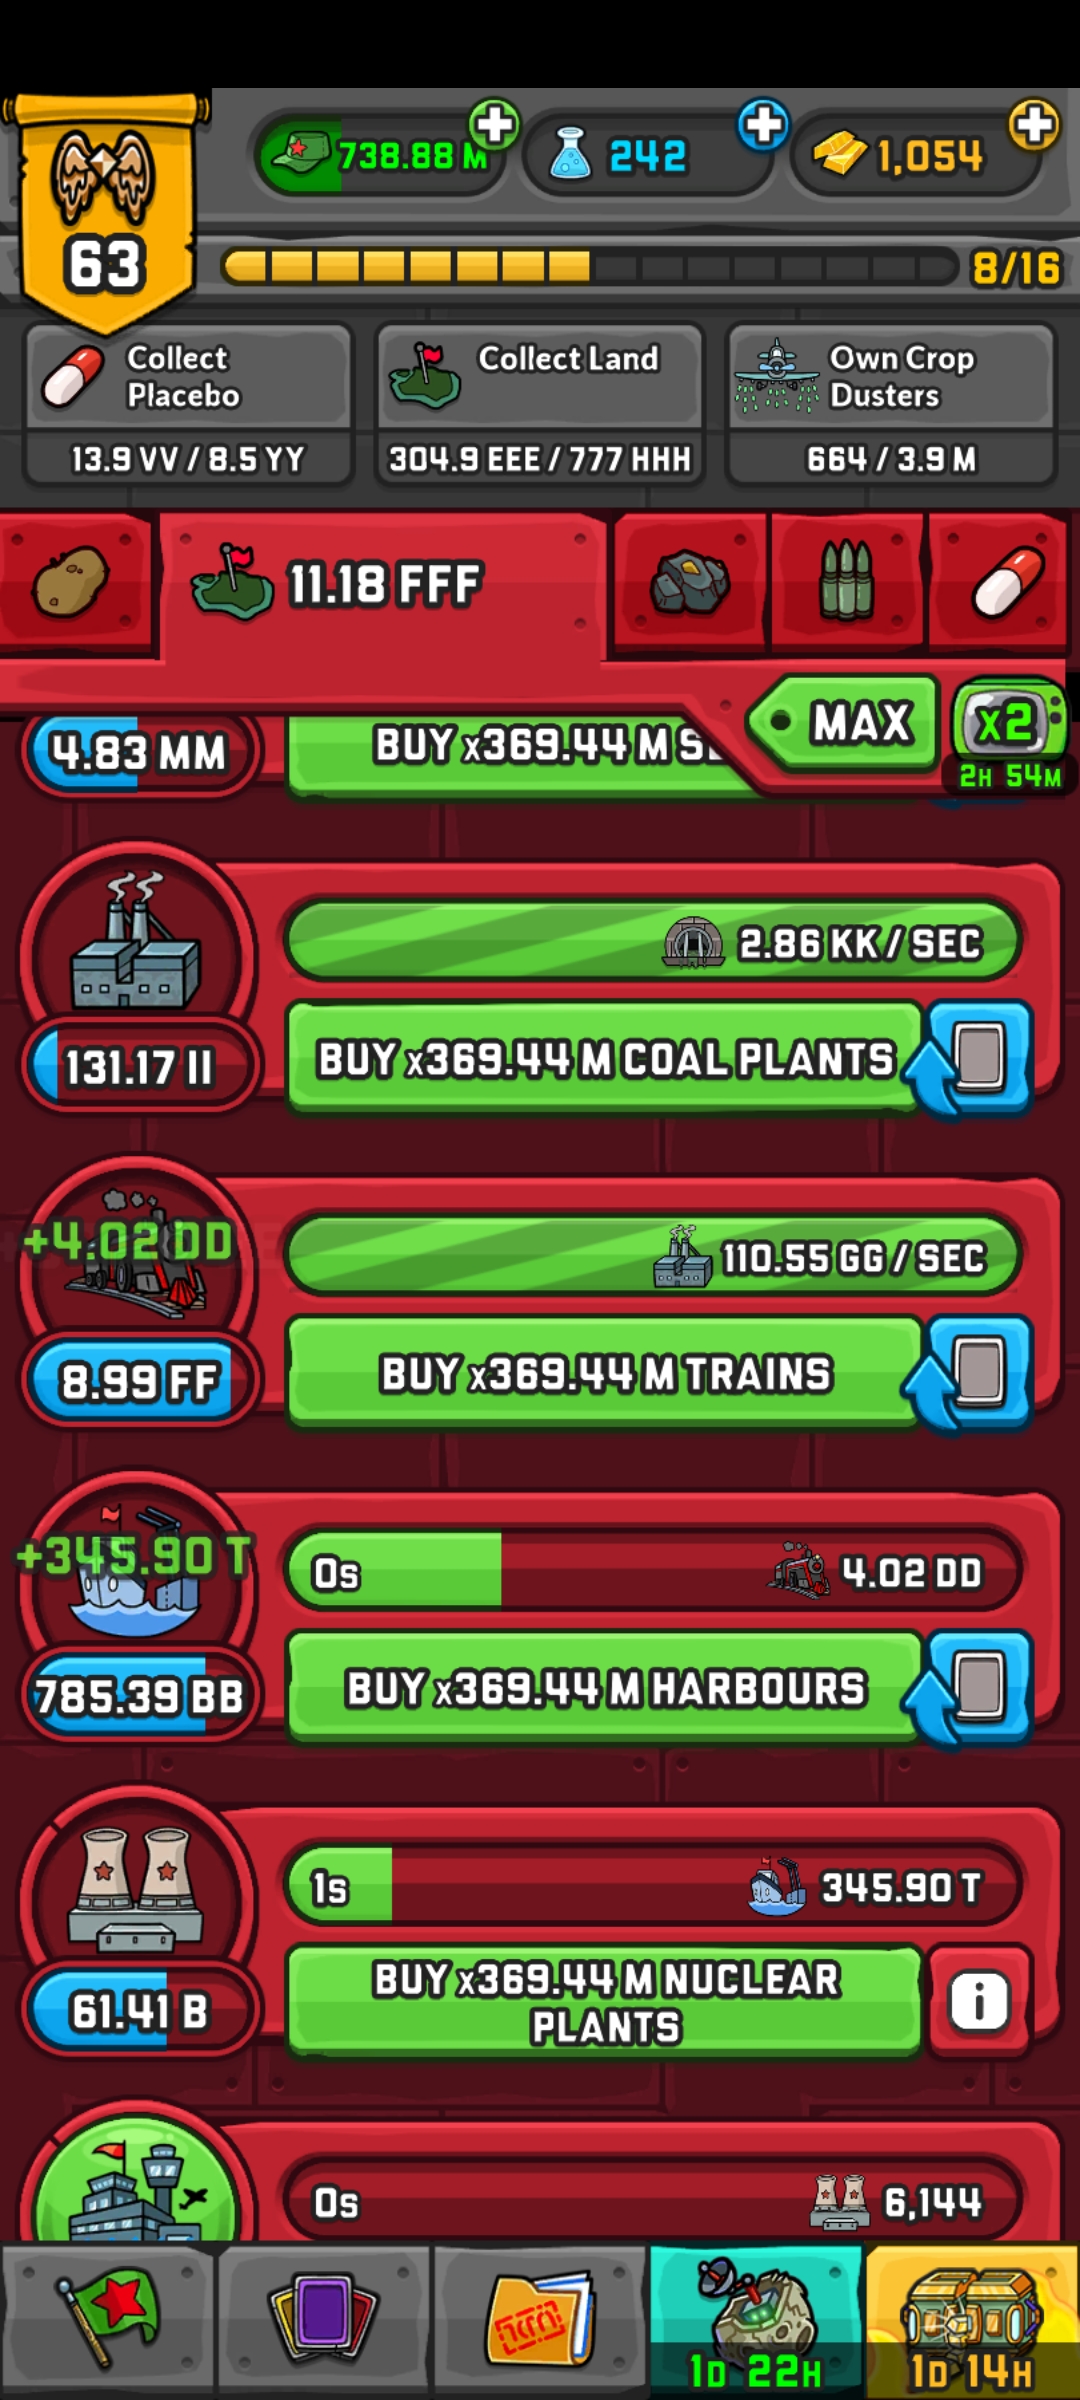 738.88 M
242
1,054
63
8/16
Collect
Placebo
13.9 VV / 8.5 YY
Collect Land
304.9 EEE / 777 HHH
Own Crop
Dusters
664 / 3.9 M
11.18 FFF
MAX
x2
2H 54M
4.83 MM
BUY x369.44 M
2.86 KK / SEC
131.17 II
BUY x369.44 M COAL PLANTS
+4.02 DD
110.55 GG / SEC
8.99 FF
BUY x369.44 M TRAINS
+345.90 T
0s
4.02 DD
785.39 BB
BUY x369.44 M HARBOURS
1s
345.90 T
61.41 B
BUY x369.44 M NUCLEAR
PLANTS
0s
6,144
1D 22H
1D 14H